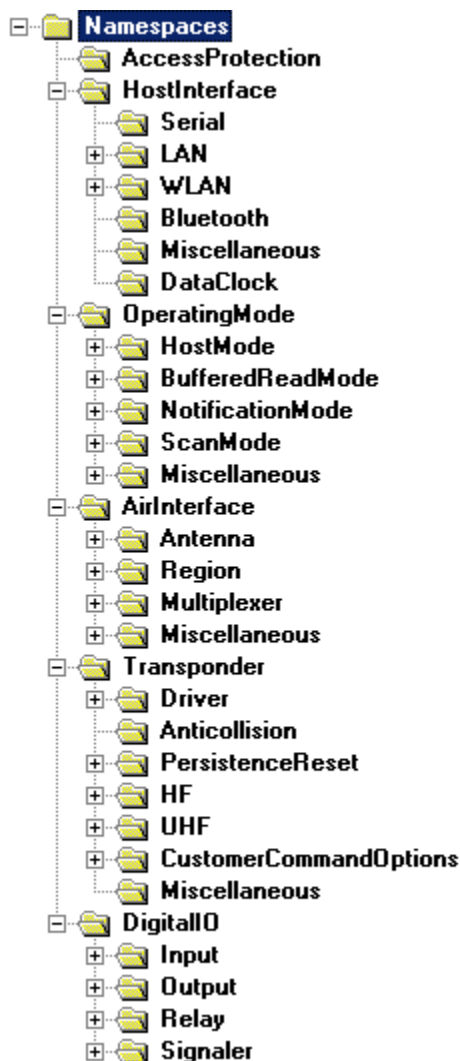 Namespaces
AccessProtection
HostInterface
Serial
LAN
WLAN
Bluetooth
Miscellaneous
DataClock
OperatingMode
HostMode
BufferedReadMode
NotificationMode
ScanMode
Miscellaneous
AirInterface
Antenna
Region
Multiplexer
Miscellaneous
Transponder
Driver
Anticollision
PersistenceReset
HF
UHF
CustomerCommandOptions
Miscellaneous
DigitalIO
Input
Output
Relay
Signaler